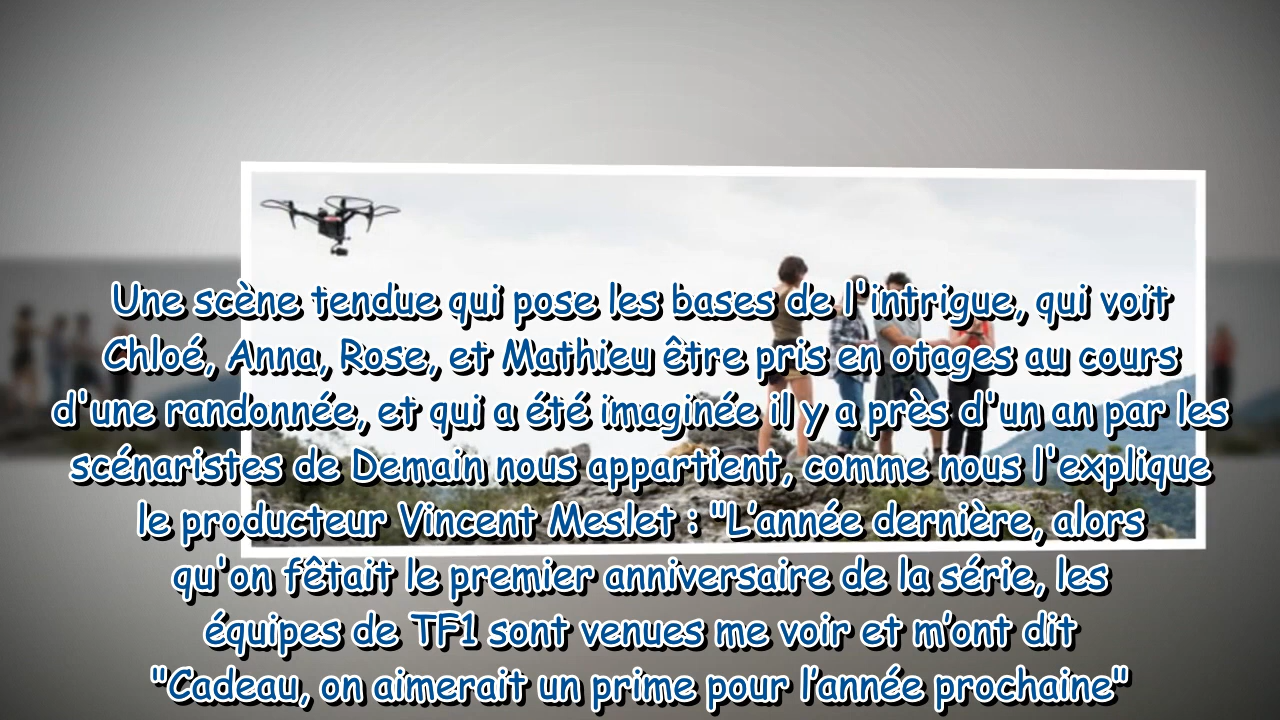 Une scène tendue qui pose les bases de l'intrigue, qui voit
Chloé, Anna, Rose, et Mathieu être pris en otages au cours
d'une randonnée, et qui a été imaginée il y a près d'un an par les
scénaristes de Demain nous appartient, comme nous l'explique
le producteur Vincent Meslet : "L’année dernière, alors
qu'on fêtait le premier anniversaire de la série, les
équipes de TF1 sont venues me voir et m’ont dit
"Cadeau, on aimerait un prime pour l’année prochaine"